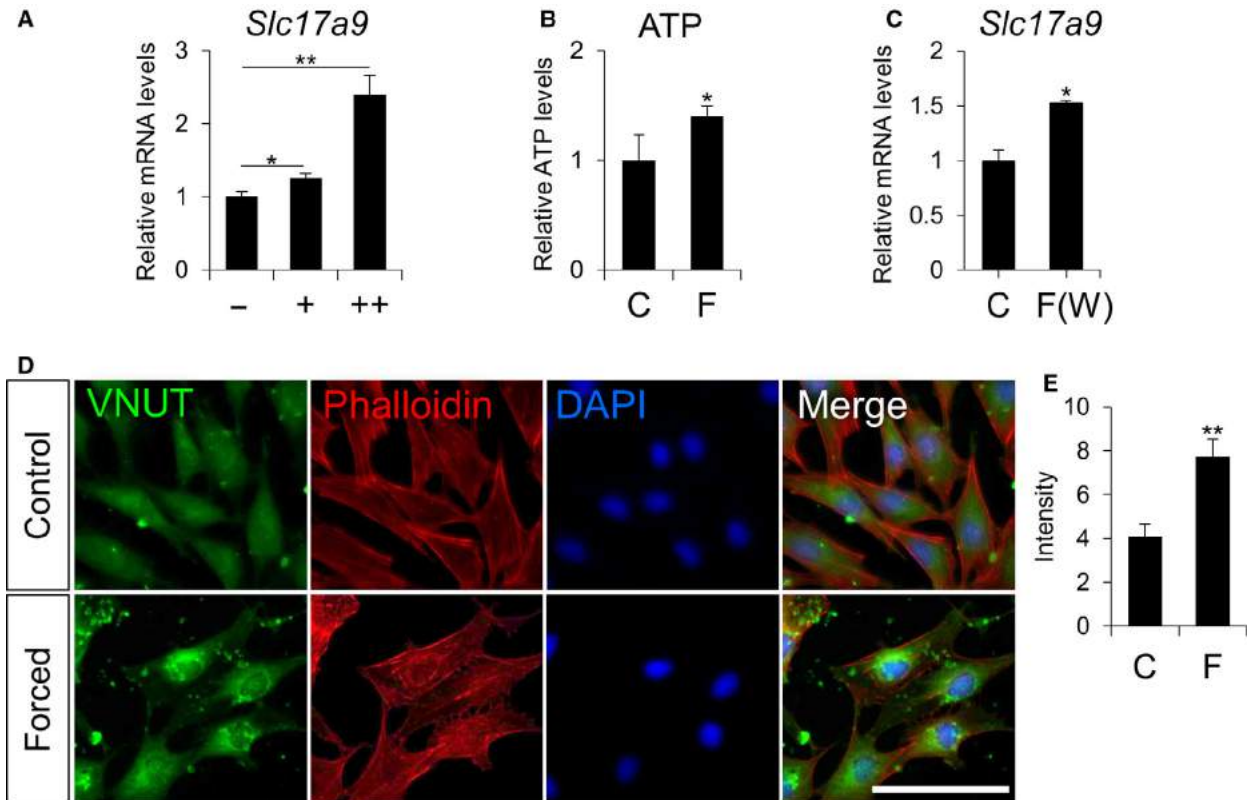 A
Slc17a9
Relative mRNA levels
3
2
1
0
**
*
– + ++
B
ATP
Relative ATP levels
2
1
0
*
C F
C
Slc17a9
Relative mRNA levels
2
1.5
1
0.5
0
*
C F(W)
D
VNUT Phalloidin DAPI Merge
Control
Forced
E
Intensity
10
8
6
4
2
0
**
C F